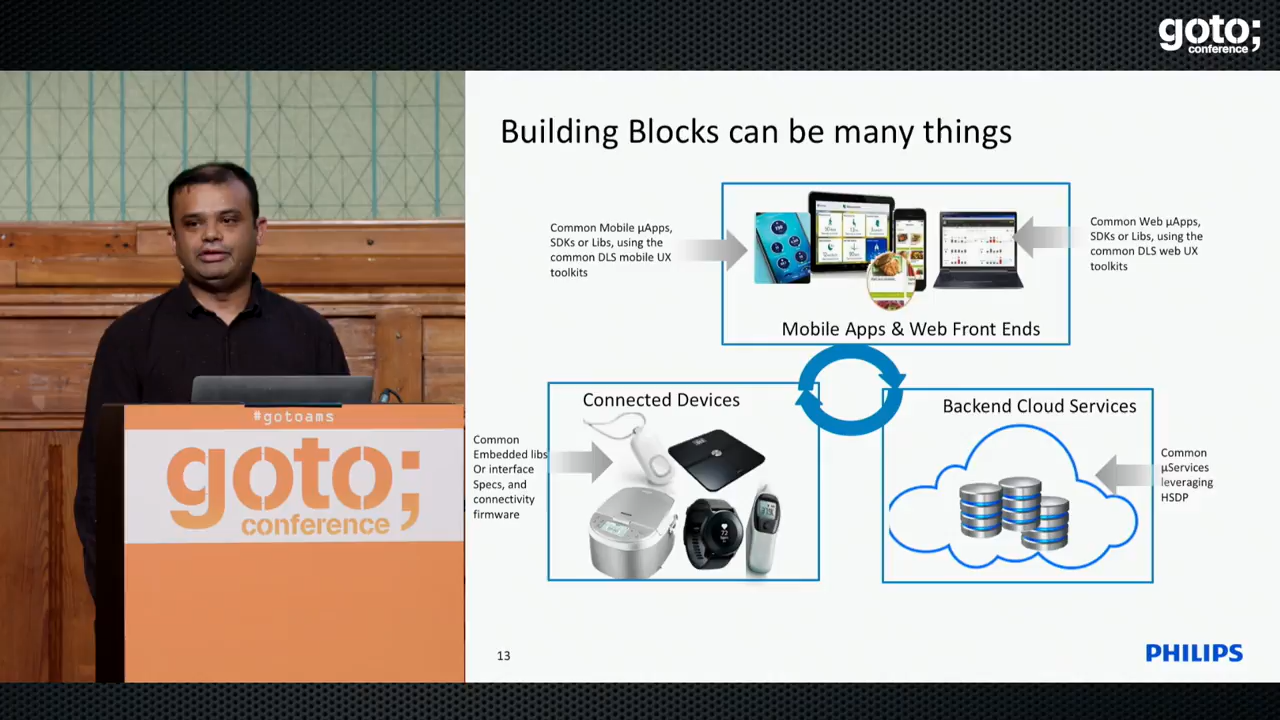 goto;
conference
Building Blocks can be many things
Common Mobile µApps,
SDKs or Libs, using the
common DLS mobile UX
toolkits
Common Web µApps,
SDKs or Libs, using the
common DLS web UX
toolkits
Mobile Apps & Web Front Ends
Connected Devices
Backend Cloud Services
Common
Embedded libs
Or interface
Specs, and
connectivity
firmware
Common
µServices
leveraging
HSDP
#gotoams
goto;
conference
13
PHILIPS